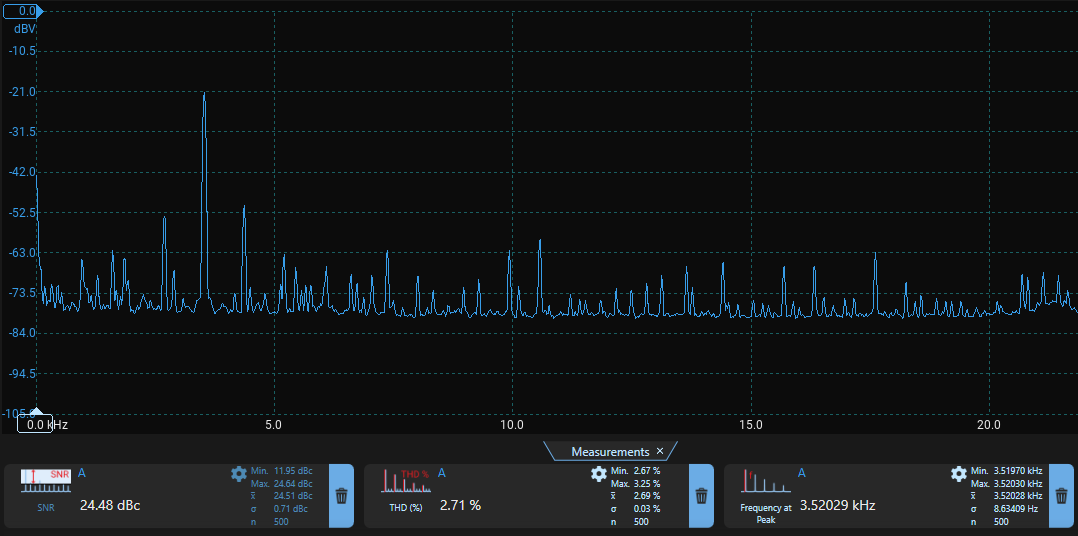 0.0
dBV
-10.5
-21.0
-31.5
-42.0
-52.5
-63.0
-73.5
-84.0
-94.5
-105.0
0.0 kHz
5.0
10.0
15.0
20.0
Measurements ×
SNR
A
SNR
24.48 dBc
Min. 11.95 dBc
Max. 24.64 dBc
x̄ 24.51 dBc
σ 0.71 dBc
n 500
THD %
A
THD (%)
2.71 %
Min. 2.67 %
Max. 3.25 %
x̄ 2.69 %
σ 0.03 %
n 500
A
Frequency at
Peak
3.52029 kHz
Min. 3.51970 kHz
Max. 3.52030 kHz
x̄ 3.52028 kHz
σ 8.63409 Hz
n 500